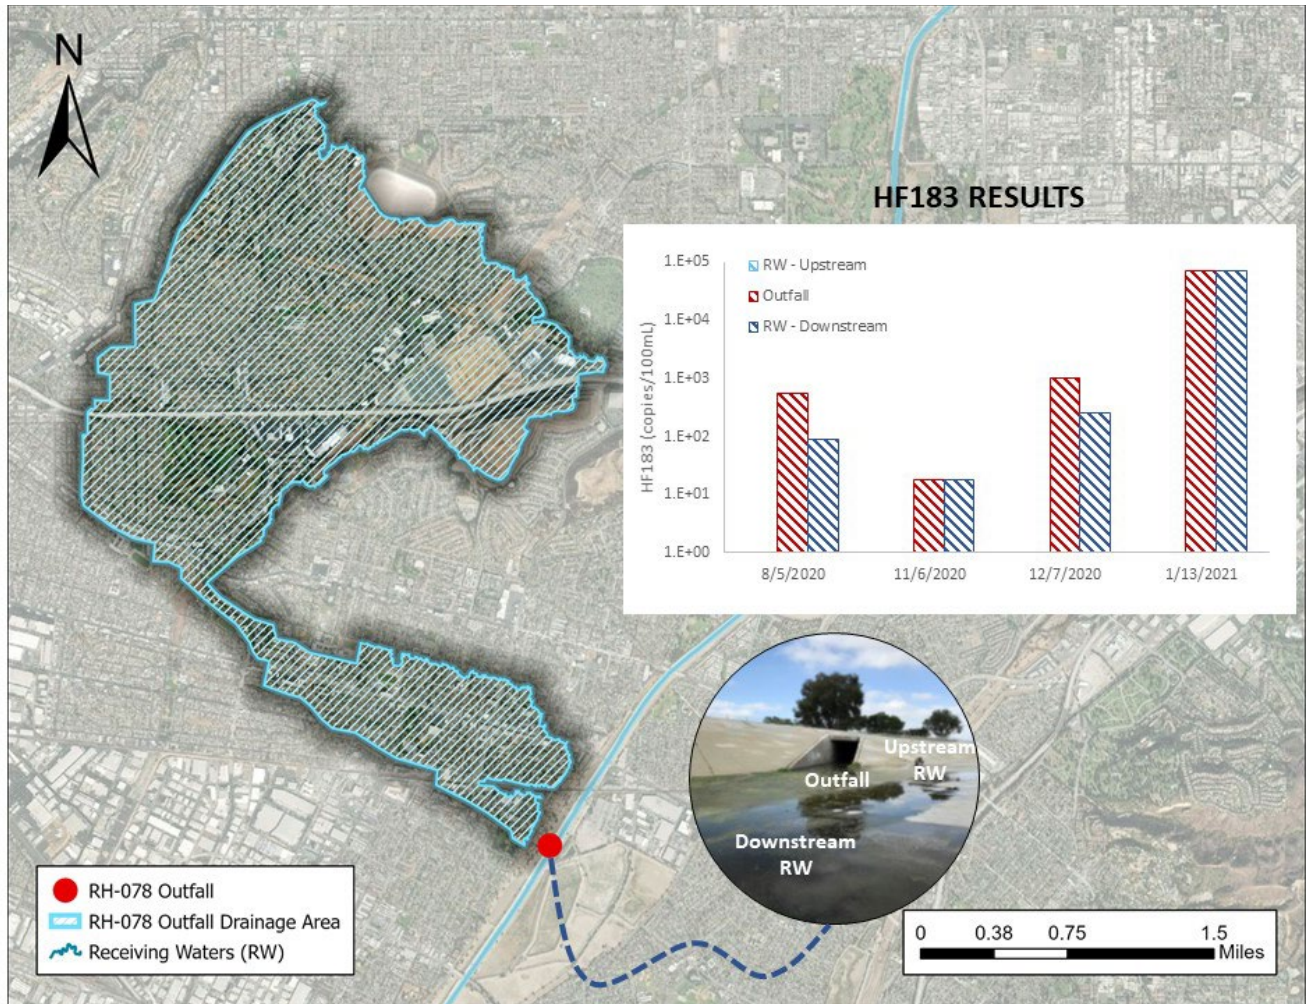 N
HF183 RESULTS
HF183 (copies/100mL)
1.E+05
1.E+04
1.E+03
1.E+02
1.E+01
1.E+00
RW - Upstream
Outfall
RW - Downstream
8/5/2020 11/6/2020 12/7/2020 1/13/2021
Upstream
RW
Outfall
Downstream
RW
RH-078 Outfall
RH-078 Outfall Drainage Area
Receiving Waters (RW)
0 0.38 0.75 1.5
Miles